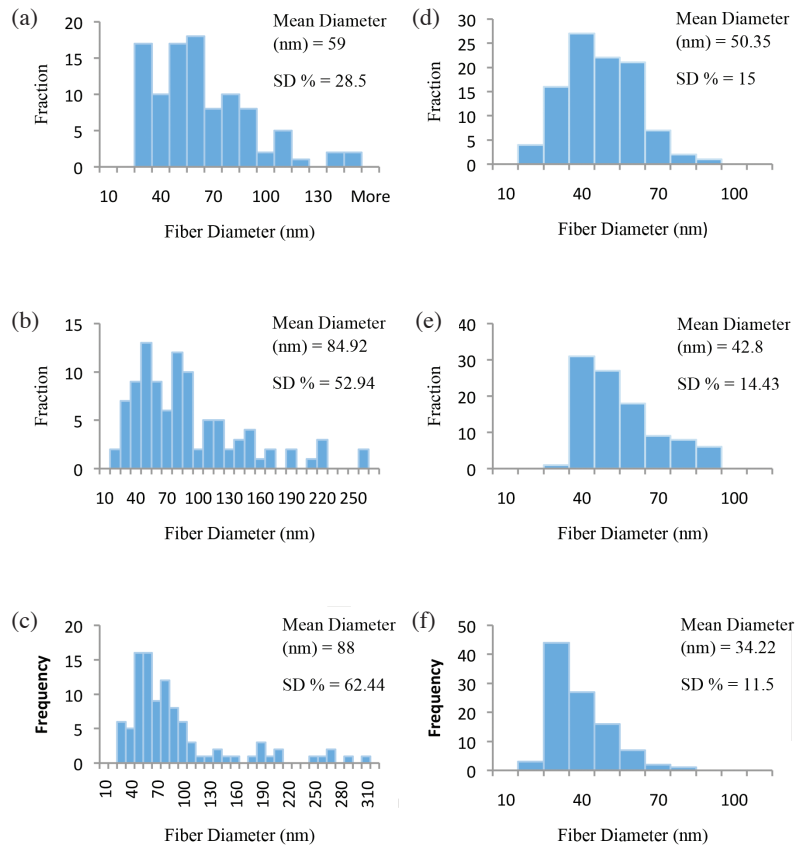 (a)
Mean Diameter
(nm) = 59
SD % = 28.5
Fraction
20
15
10
5
0
10 40 70 100 130 More
Fiber Diameter (nm)
(d)
Mean Diameter
(nm) = 50.35
SD % = 15
Fraction
30
25
20
15
10
5
0
10 40 70 100
Fiber Diameter (nm)
(b)
Mean Diameter
(nm) = 84.92
SD % = 52.94
Fraction
15
10
5
0
10 40 70 100 130 160 190 220 250
Fiber Diameter (nm)
(e)
Mean Diameter
(nm) = 42.8
SD % = 14.43
Fraction
40
30
20
10
0
10 40 70 100
Fiber Diameter (nm)
(c)
Mean Diameter
(nm) = 88
SD % = 62.44
Frequency
20
15
10
5
0
10 40 70 100 130 160 190 220 250 280 310
Fiber Diameter (nm)
(f)
Mean Diameter
(nm) = 34.22
SD % = 11.5
Frequency
50
40
30
20
10
0
10 40 70 100
Fiber Diameter (nm)